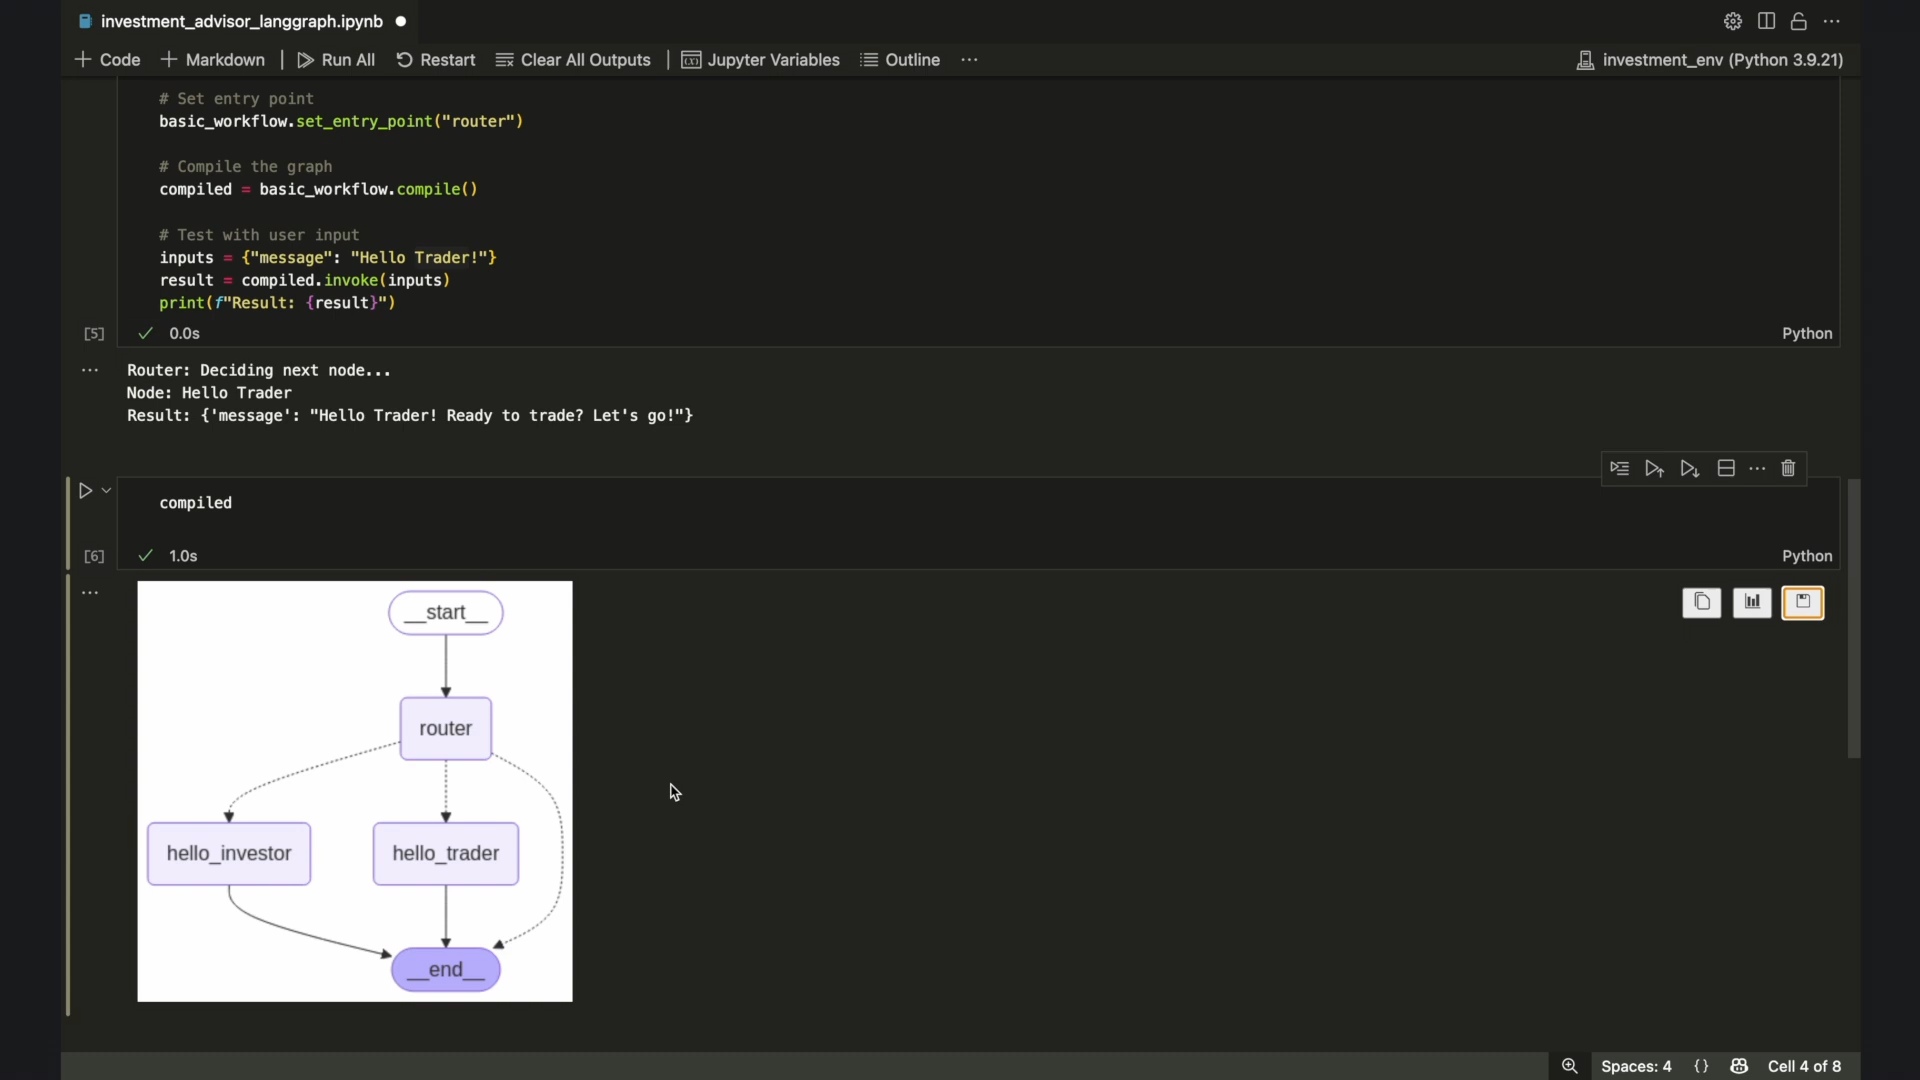 investment_advisor_langgraph.ipynb
Code Markdown Run All Restart Clear All Outputs Jupyter Variables Outline ... investment_env (Python 3.9.21)
# Set entry point
basic_workflow.set_entry_point("router")
# Compile the graph
compiled = basic_workflow.compile()
# Test with user input
inputs = {"message": "Hello Trader!"}
result = compiled.invoke(inputs)
print(f"Result: {result}")
[5] 0.0s Python
Router: Deciding next node...
Node: Hello Trader
Result: {'message': "Hello Trader! Ready to trade? Let's go!"}
compiled
[6] 1.0s Python
__start__
router
hello_investor hello_trader
__end__
Spaces: 4 {} Cell 4 of 8